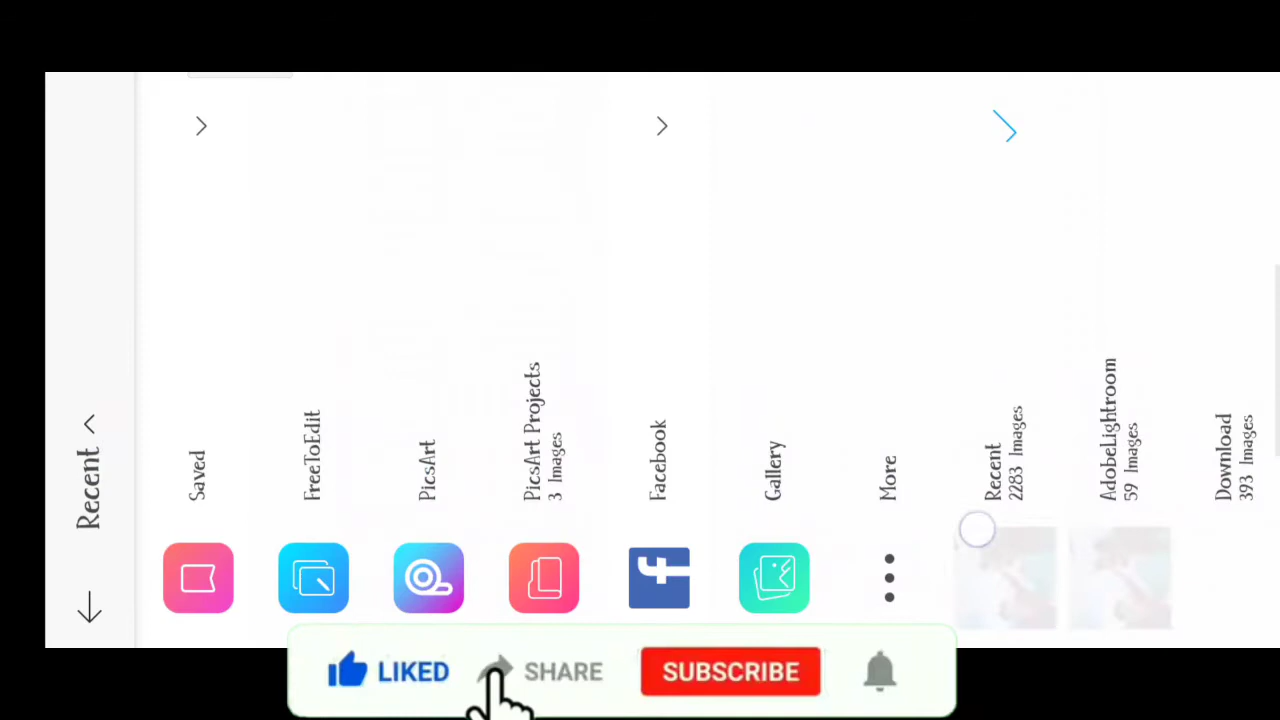 Recent
Saved
FreeToEdit
PicsArt
PicsArt Projects
3 Images
Facebook
Gallery
More
Recent
2283 Images
AdobeLightroom
59 Images
Download
393 Images
LIKED
SHARE
SUBSCRIBE